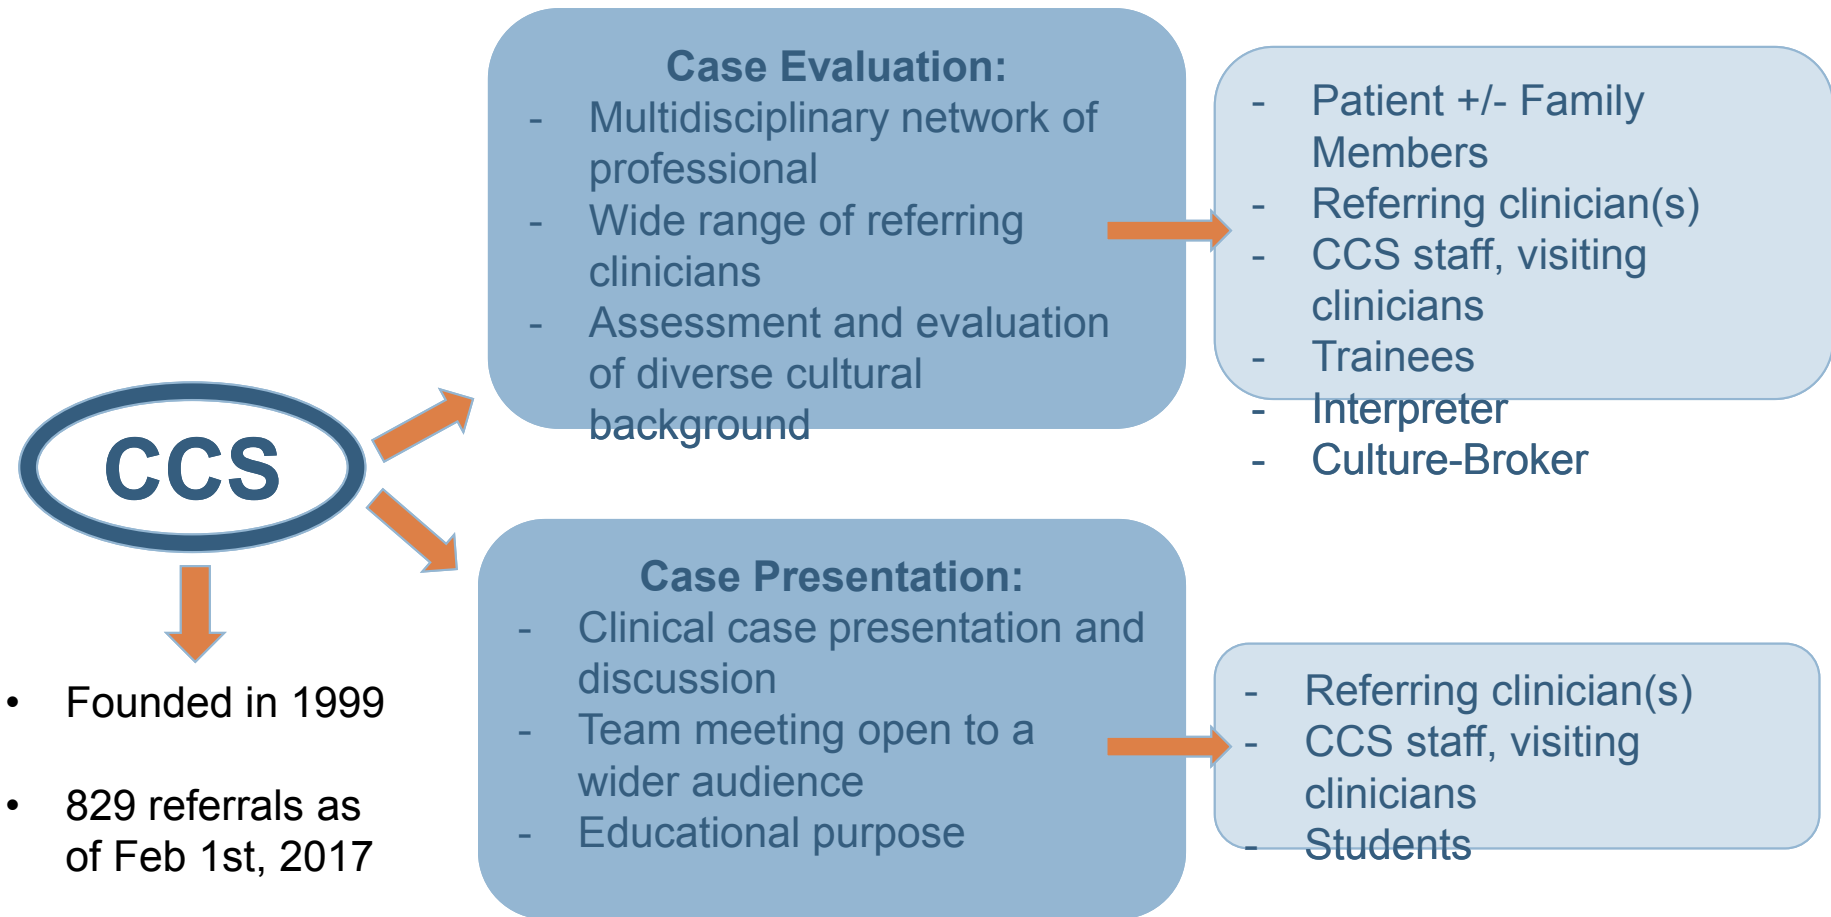 CCS
• Founded in 1999
• 829 referrals as
of Feb 1st, 2017
Case Evaluation:
- Multidisciplinary network of
professional
- Wide range of referring
clinicians
- Assessment and evaluation
of diverse cultural
background
- Patient +/- Family
Members
- Referring clinician(s)
- CCS staff, visiting
clinicians
- Trainees
- Interpreter
- Culture-Broker
Case Presentation:
- Clinical case presentation and
discussion
- Team meeting open to a
wider audience
- Educational purpose
- Referring clinician(s)
- CCS staff, visiting
clinicians
- Students